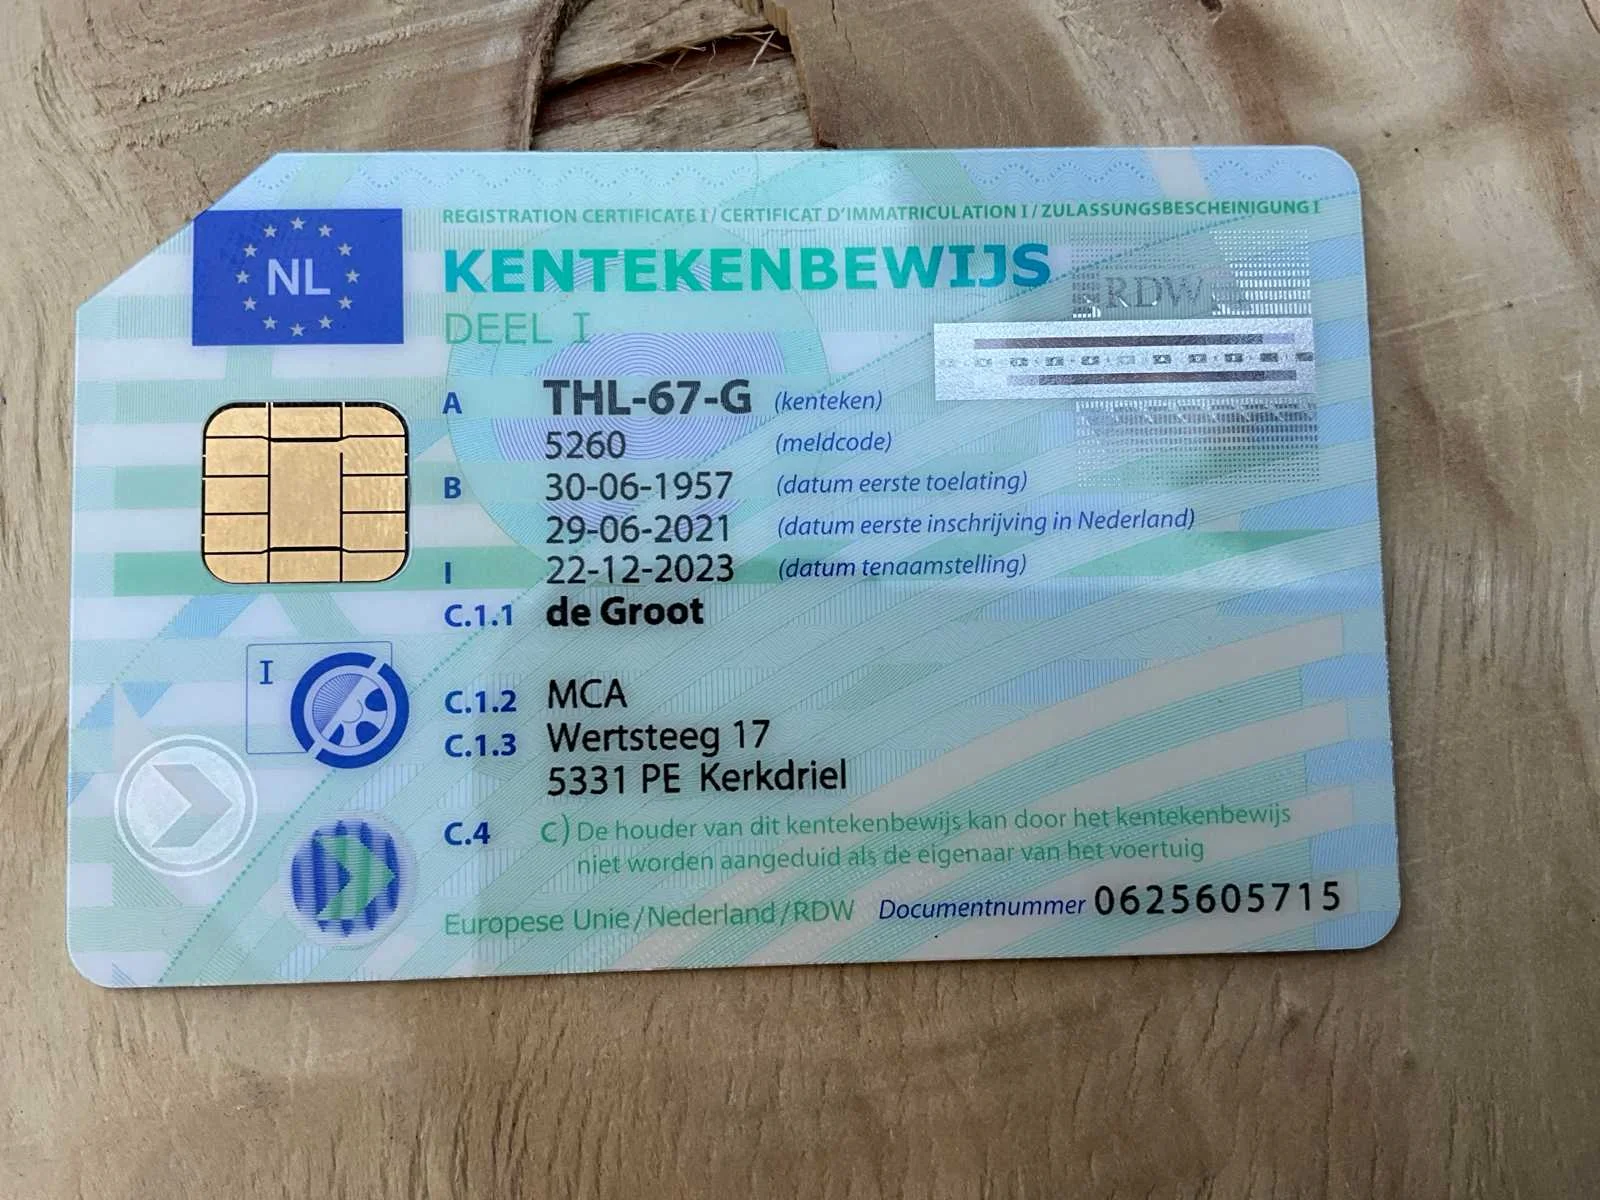 REGISTRATION CERTIFICATE I / CERTIFICAT D'IMMATRICULATION I / ZULASSUNGSBESCHEINIGUNG I
NL
KENTEKENBEWIJS
RDW
DEEL I
A THL-67-G (kenteken)
5260 (meldcode)
B 30-06-1957 (datum eerste toelating)
29-06-2021 (datum eerste inschrijving in Nederland)
I 22-12-2023 (datum tenaamstelling)
C.1.1 de Groot
I
C.1.2 MCA
C.1.3 Wertsteeg 17
5331 PE Kerkdriel
C.4 C) De houder van dit kentekenbewijs kan door het kentekenbewijs
niet worden aangeduid als de eigenaar van het voertuig
Europese Unie/Nederland/RDW Documentnummer 0625605715